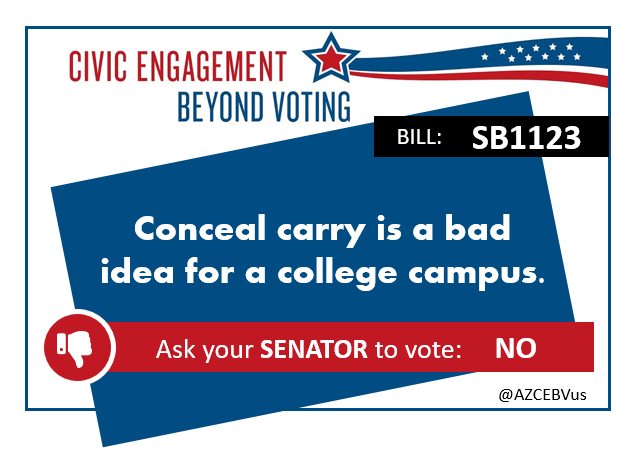 CIVIC ENGAGEMENT
BEYOND VOTING
BILL: SB1123
Conceal carry is a bad
idea for a college campus.
Ask your SENATOR to vote: NO
@AZCEBVus